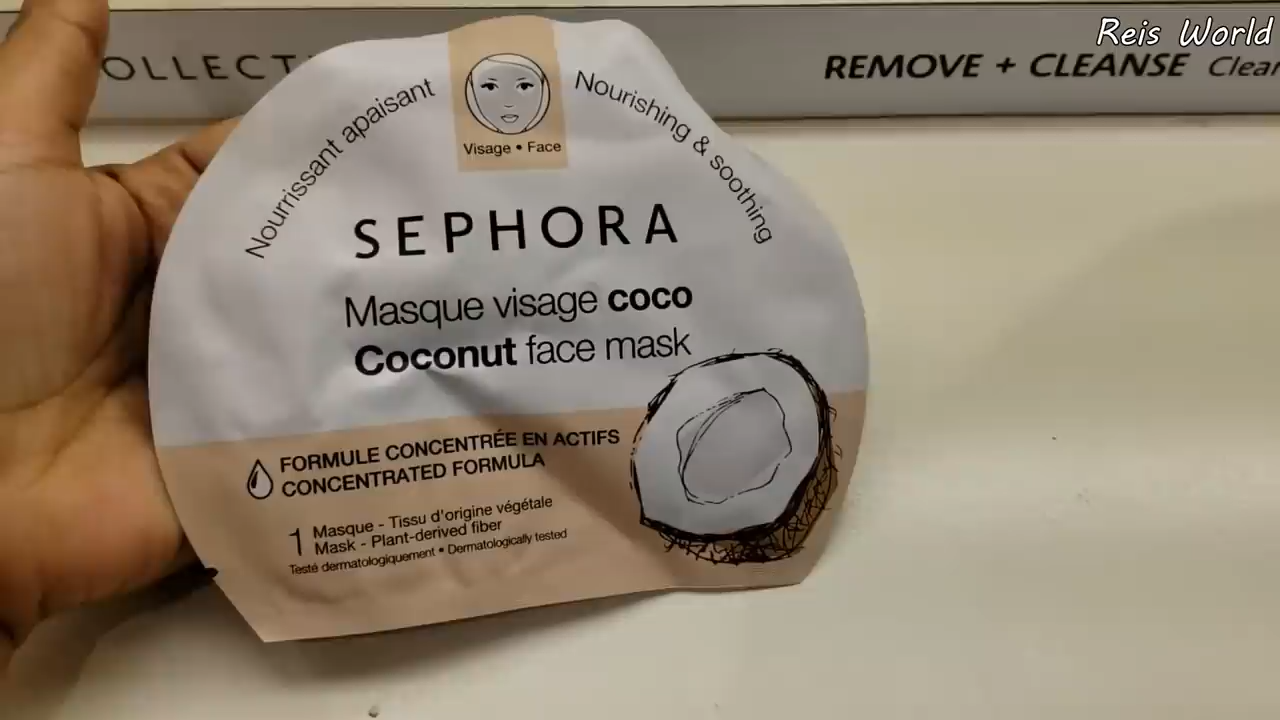 Reis World
OLLECT
REMOVE + CLEANSE Clear
Nourrissant apaisant
Visage • Face
Nourishing & soothing
SEPHORA
Masque visage coco
Coconut face mask
FORMULE CONCENTRÉE EN ACTIFS
CONCENTRATED FORMULA
1 Masque - Tissu d'origine végétale
Mask - Plant-derived fiber
Testé dermatologiquement • Dermatologically tested